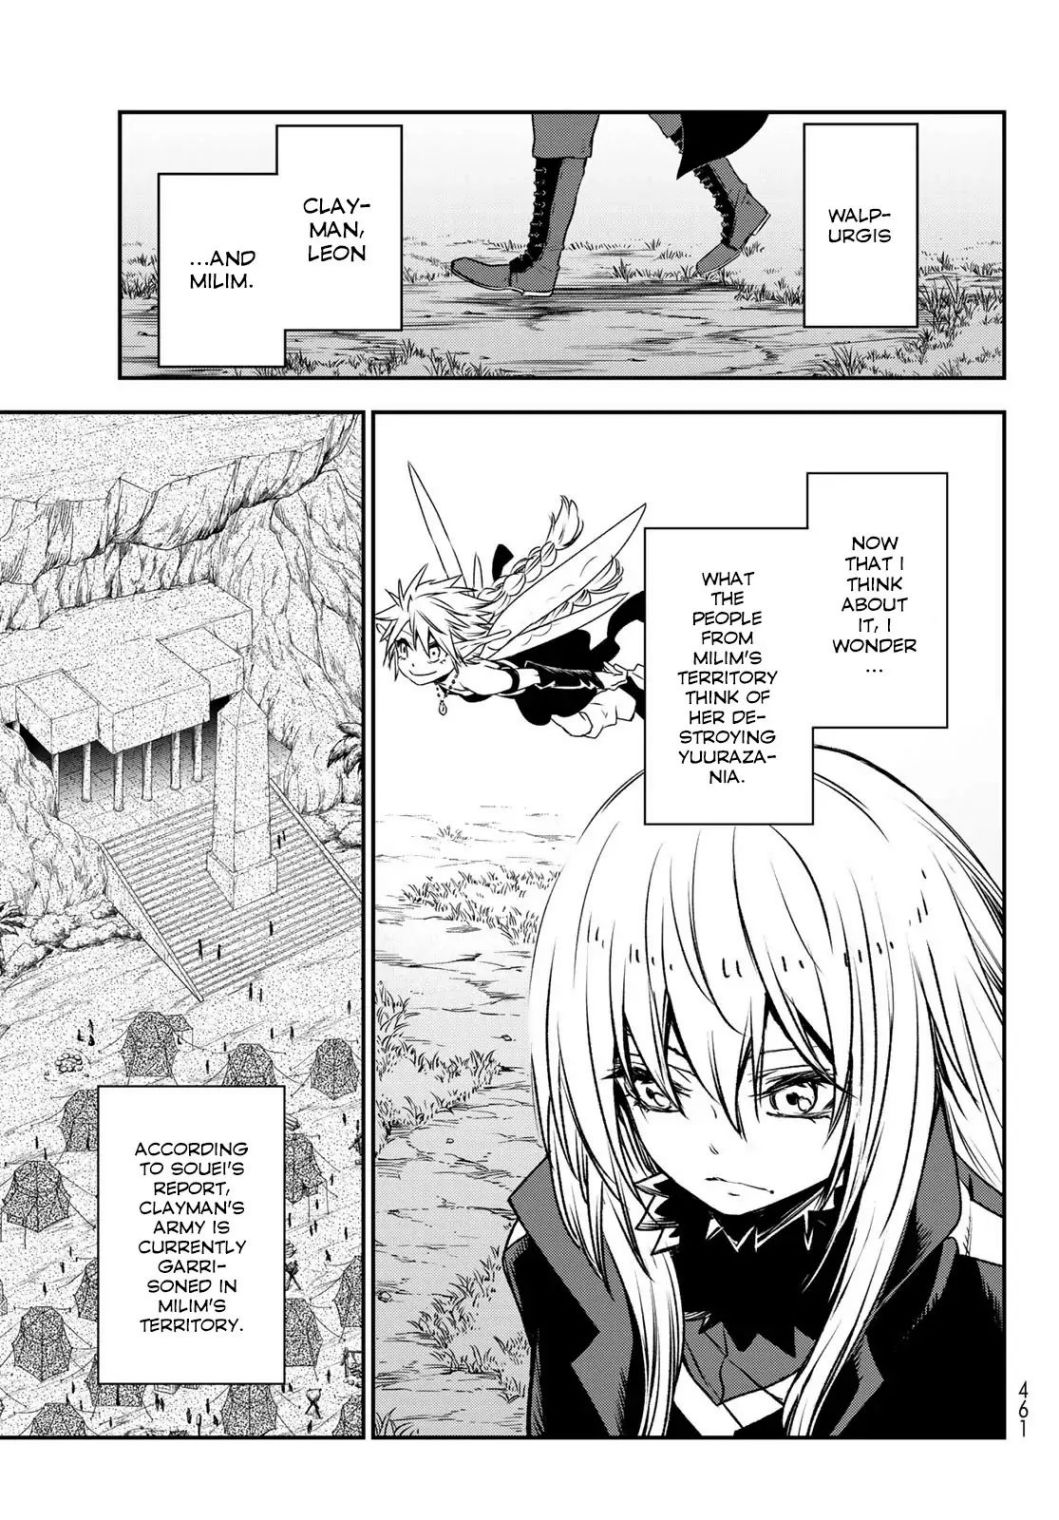 WALP-
URGIS
CLAY-
MAN,
LEON
...AND
MILIM.
NOW
THAT I
THINK
ABOUT
IT, I
WONDER
...
WHAT
THE
PEOPLE
FROM
MILIM'S
TERRITORY
THINK OF
HER DE-
STROYING
YUURAZA-
NIA.
ACCORDING
TO SOUEI'S
REPORT,
CLAYMAN'S
ARMY IS
CURRENTLY
GARRI-
SONED IN
MILIM'S
TERRITORY.
461